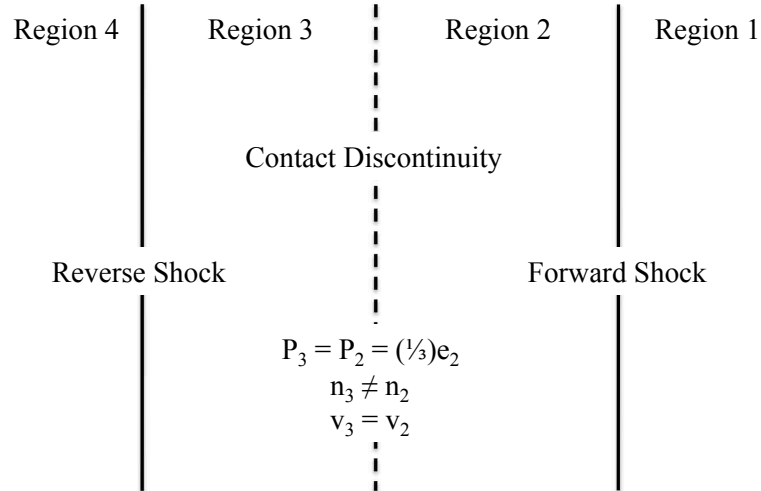 Region 4 Region 3 Region 2 Region 1
Contact Discontinuity
Reverse Shock Forward Shock
P₃ = P₂ = (⅓)e₂
n₃ ≠ n₂
v₃ = v₂